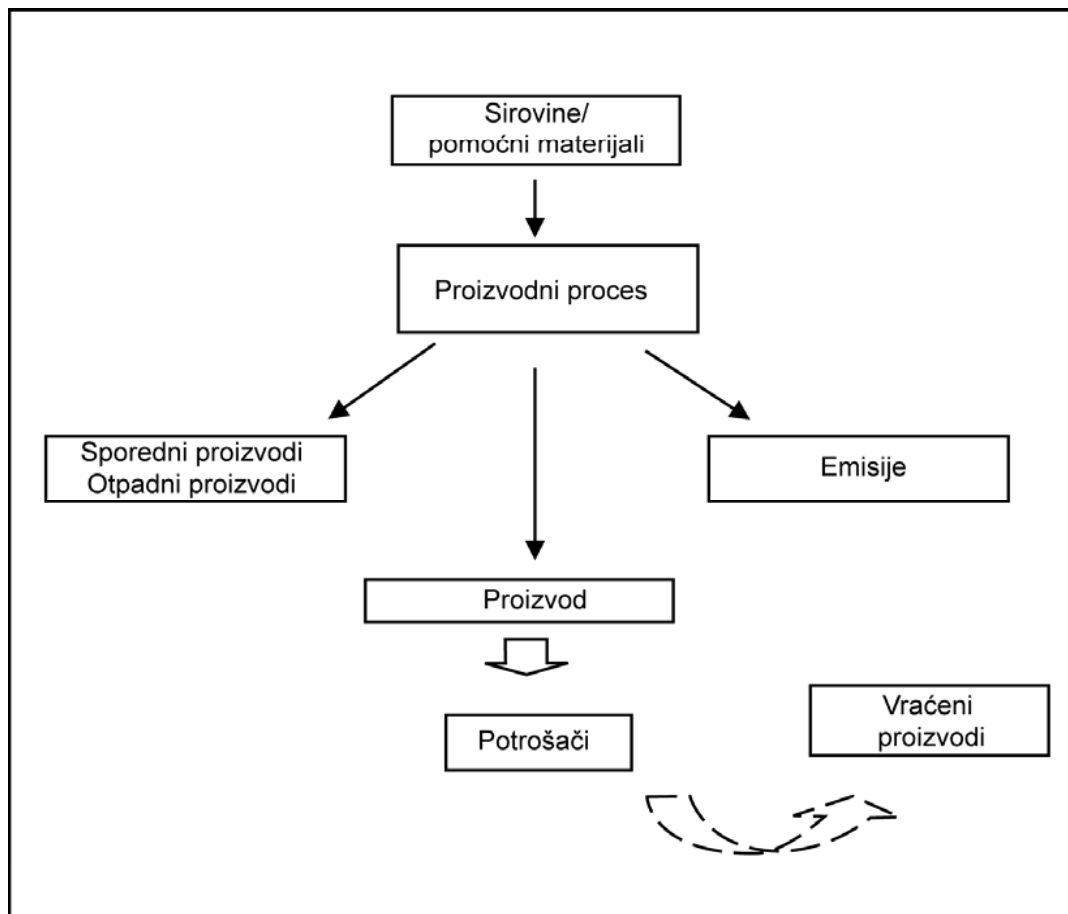 Sirovine/
pomoćni materijali
Proizvodni proces
Sporedni proizvodi
Otpadni proizvodi
Emisije
Proizvod
Vraćeni
proizvodi
Potrošači